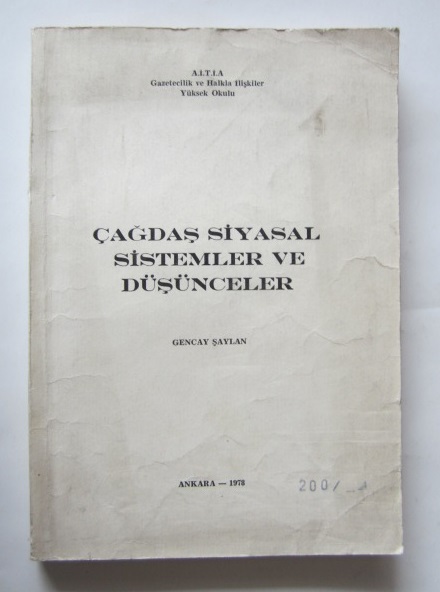 A.İ.T.İ.A
Gazetecilik ve Halkla İlişkiler
Yüksek Okulu
ÇAĞDAŞ SİYASAL
SİSTEMLER VE
DÜŞÜNCELER
GENCAY ŞAYLAN
ANKARA — 1978
200/